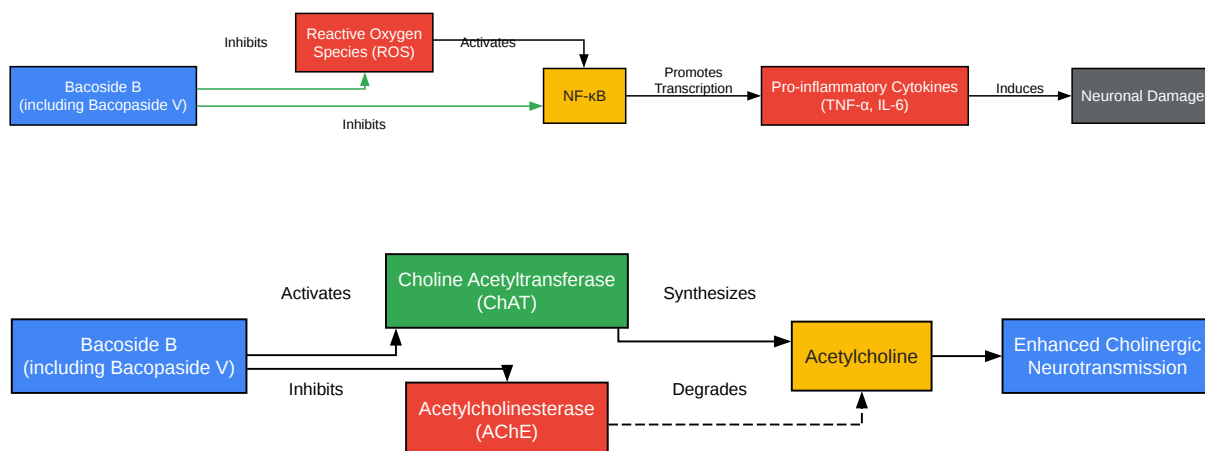 Inhibits
Reactive Oxygen
Species (ROS)
Activates
Bacoside B
(including Bacopaside V)
Inhibits
NF-κB
Promotes
Transcription
Pro-inflammatory Cytokines
(TNF-α, IL-6)
Induces
Neuronal Damage
Activates
Choline Acetyltransferase
(ChAT)
Synthesizes
Bacoside B
(including Bacopaside V)
Inhibits
Acetylcholinesterase
(AChE)
Degrades
Acetylcholine
Enhanced Cholinergic
Neurotransmission